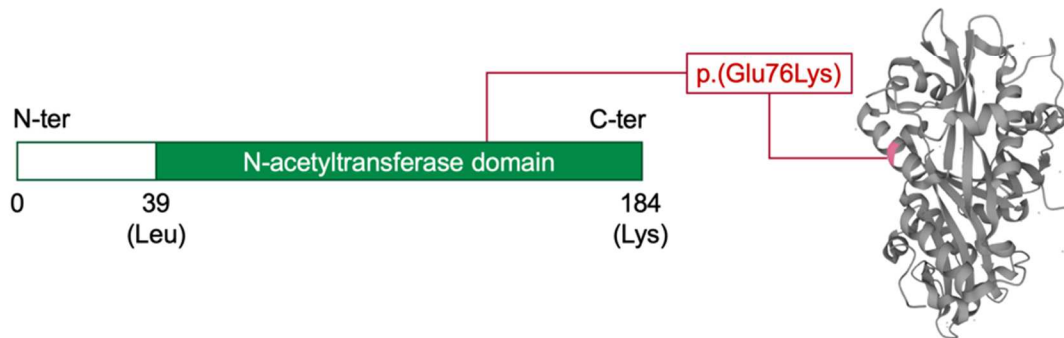 p.(Glu76Lys)
N-ter
C-ter
N-acetyltransferase domain
0
39
184
(Leu)
(Lys)